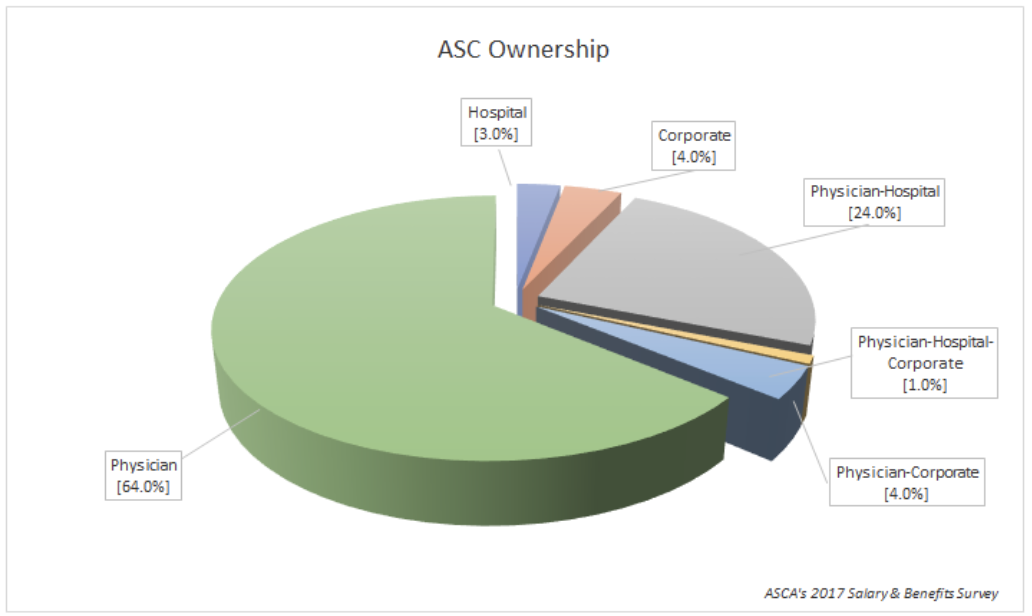 ASC Ownership
Hospital
[3.0%]
Corporate
[4.0%]
Physician-Hospital
[24.0%]
Physician-Hospital-
Corporate
[1.0%]
Physician-Corporate
[4.0%]
Physician
[64.0%]
ASCA's 2017 Salary & Benefits Survey